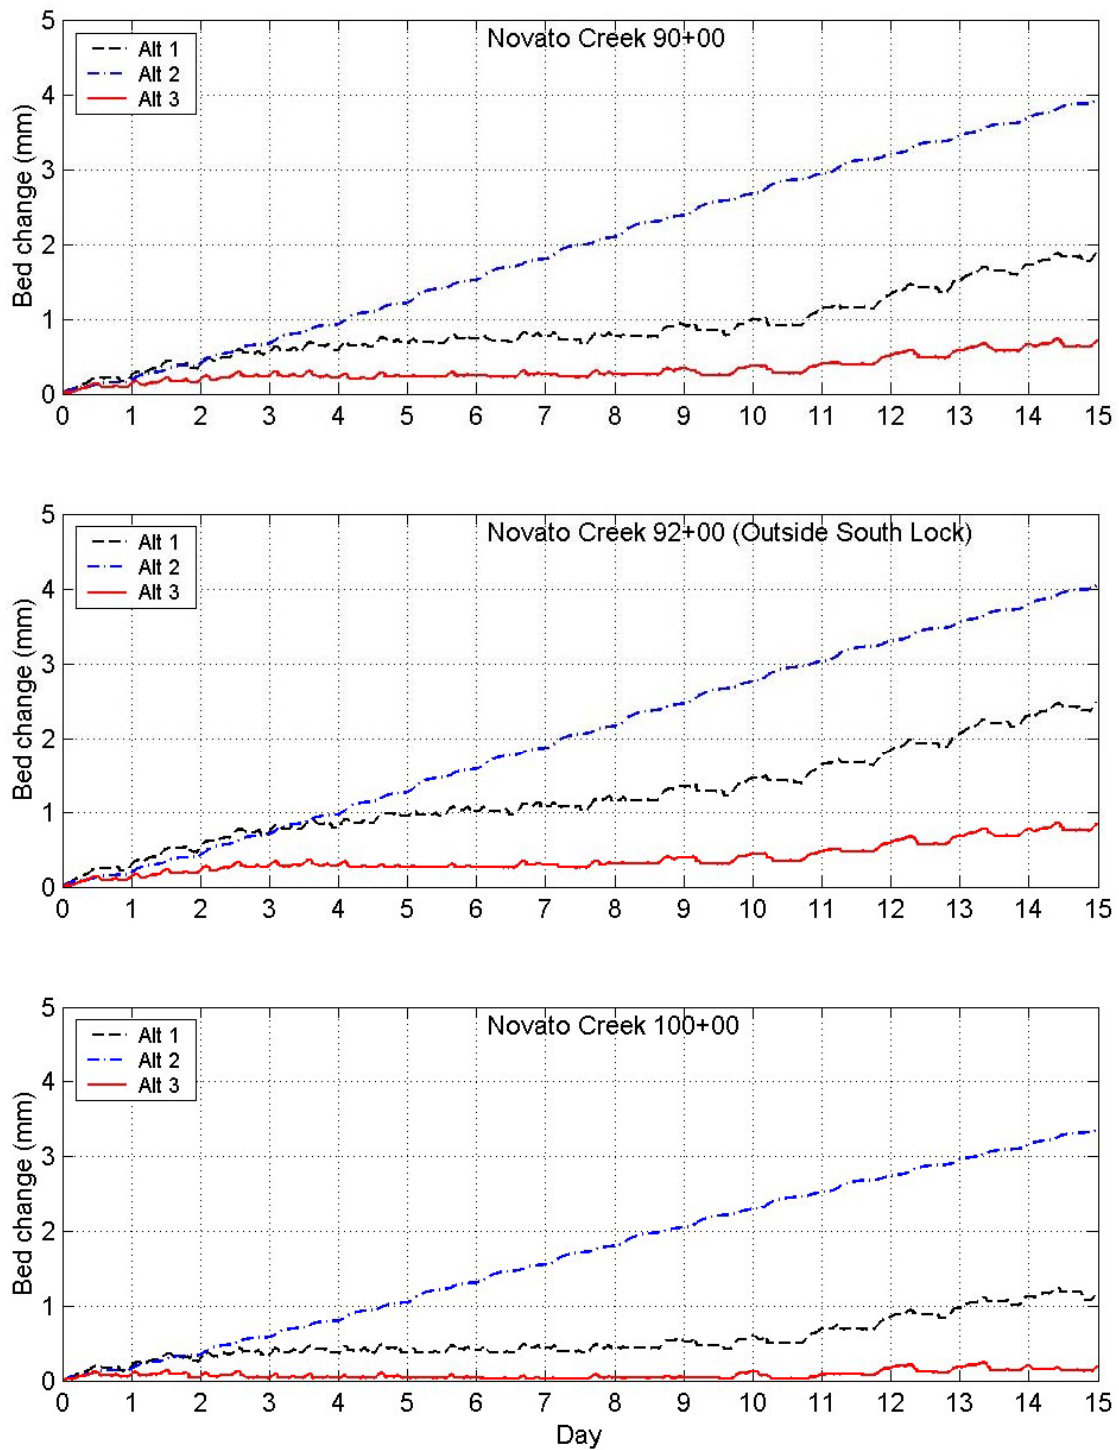 Novato Creek 90+00
Alt 1
Alt 2
Alt 3
Bed change (mm)
5
4
3
2
1
0
0 1 2 3 4 5 6 7 8 9 10 11 12 13 14 15
Novato Creek 92+00 (Outside South Lock)
Alt 1
Alt 2
Alt 3
Bed change (mm)
5
4
3
2
1
0
0 1 2 3 4 5 6 7 8 9 10 11 12 13 14 15
Novato Creek 100+00
Alt 1
Alt 2
Alt 3
Bed change (mm)
5
4
3
2
1
0
0 1 2 3 4 5 6 7 8 9 10 11 12 13 14 15
Day